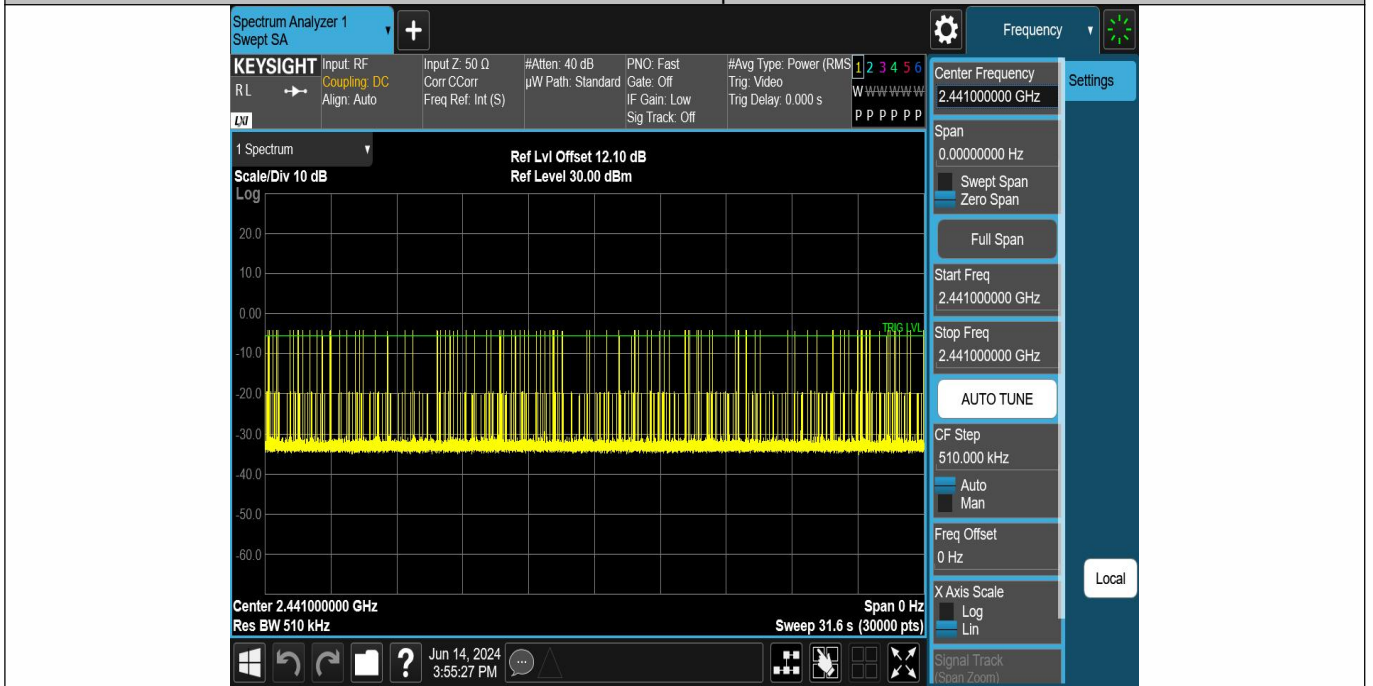 Spectrum Analyzer 1
Swept SA
+
Frequency
KEYSIGHT
RL
LXI
Input: RF
Coupling: DC
Align: Auto
Input Z: 50 Ω
Corr CCorr
Freq Ref: Int (S)
#Atten: 40 dB
µW Path: Standard
PNO: Fast
Gate: Off
IF Gain: Low
Sig Track: Off
#Avg Type: Power (RMS
Trig: Video
Trig Delay: 0.000 s
1 2 3 4 5 6
W W W W W W
P P P P P P
1 Spectrum
Scale/Div 10 dB
Log
Ref Lvl Offset 12.10 dB
Ref Level 30.00 dBm
20.0
10.0
0.00
-10.0
-20.0
-30.0
-40.0
-50.0
-60.0
TRIG LVL
Center 2.441000000 GHz
Res BW 510 kHz
Span 0 Hz
Sweep 31.6 s (30000 pts)
Center Frequency
2.441000000 GHz
Settings
Span
0.00000000 Hz
Swept Span
Zero Span
Full Span
Start Freq
2.441000000 GHz
Stop Freq
2.441000000 GHz
AUTO TUNE
CF Step
510.000 kHz
Auto
Man
Freq Offset
0 Hz
X Axis Scale
Log
Lin
Signal Track
(Span Zoom)
Local
?
Jun 14, 2024
3:55:27 PM